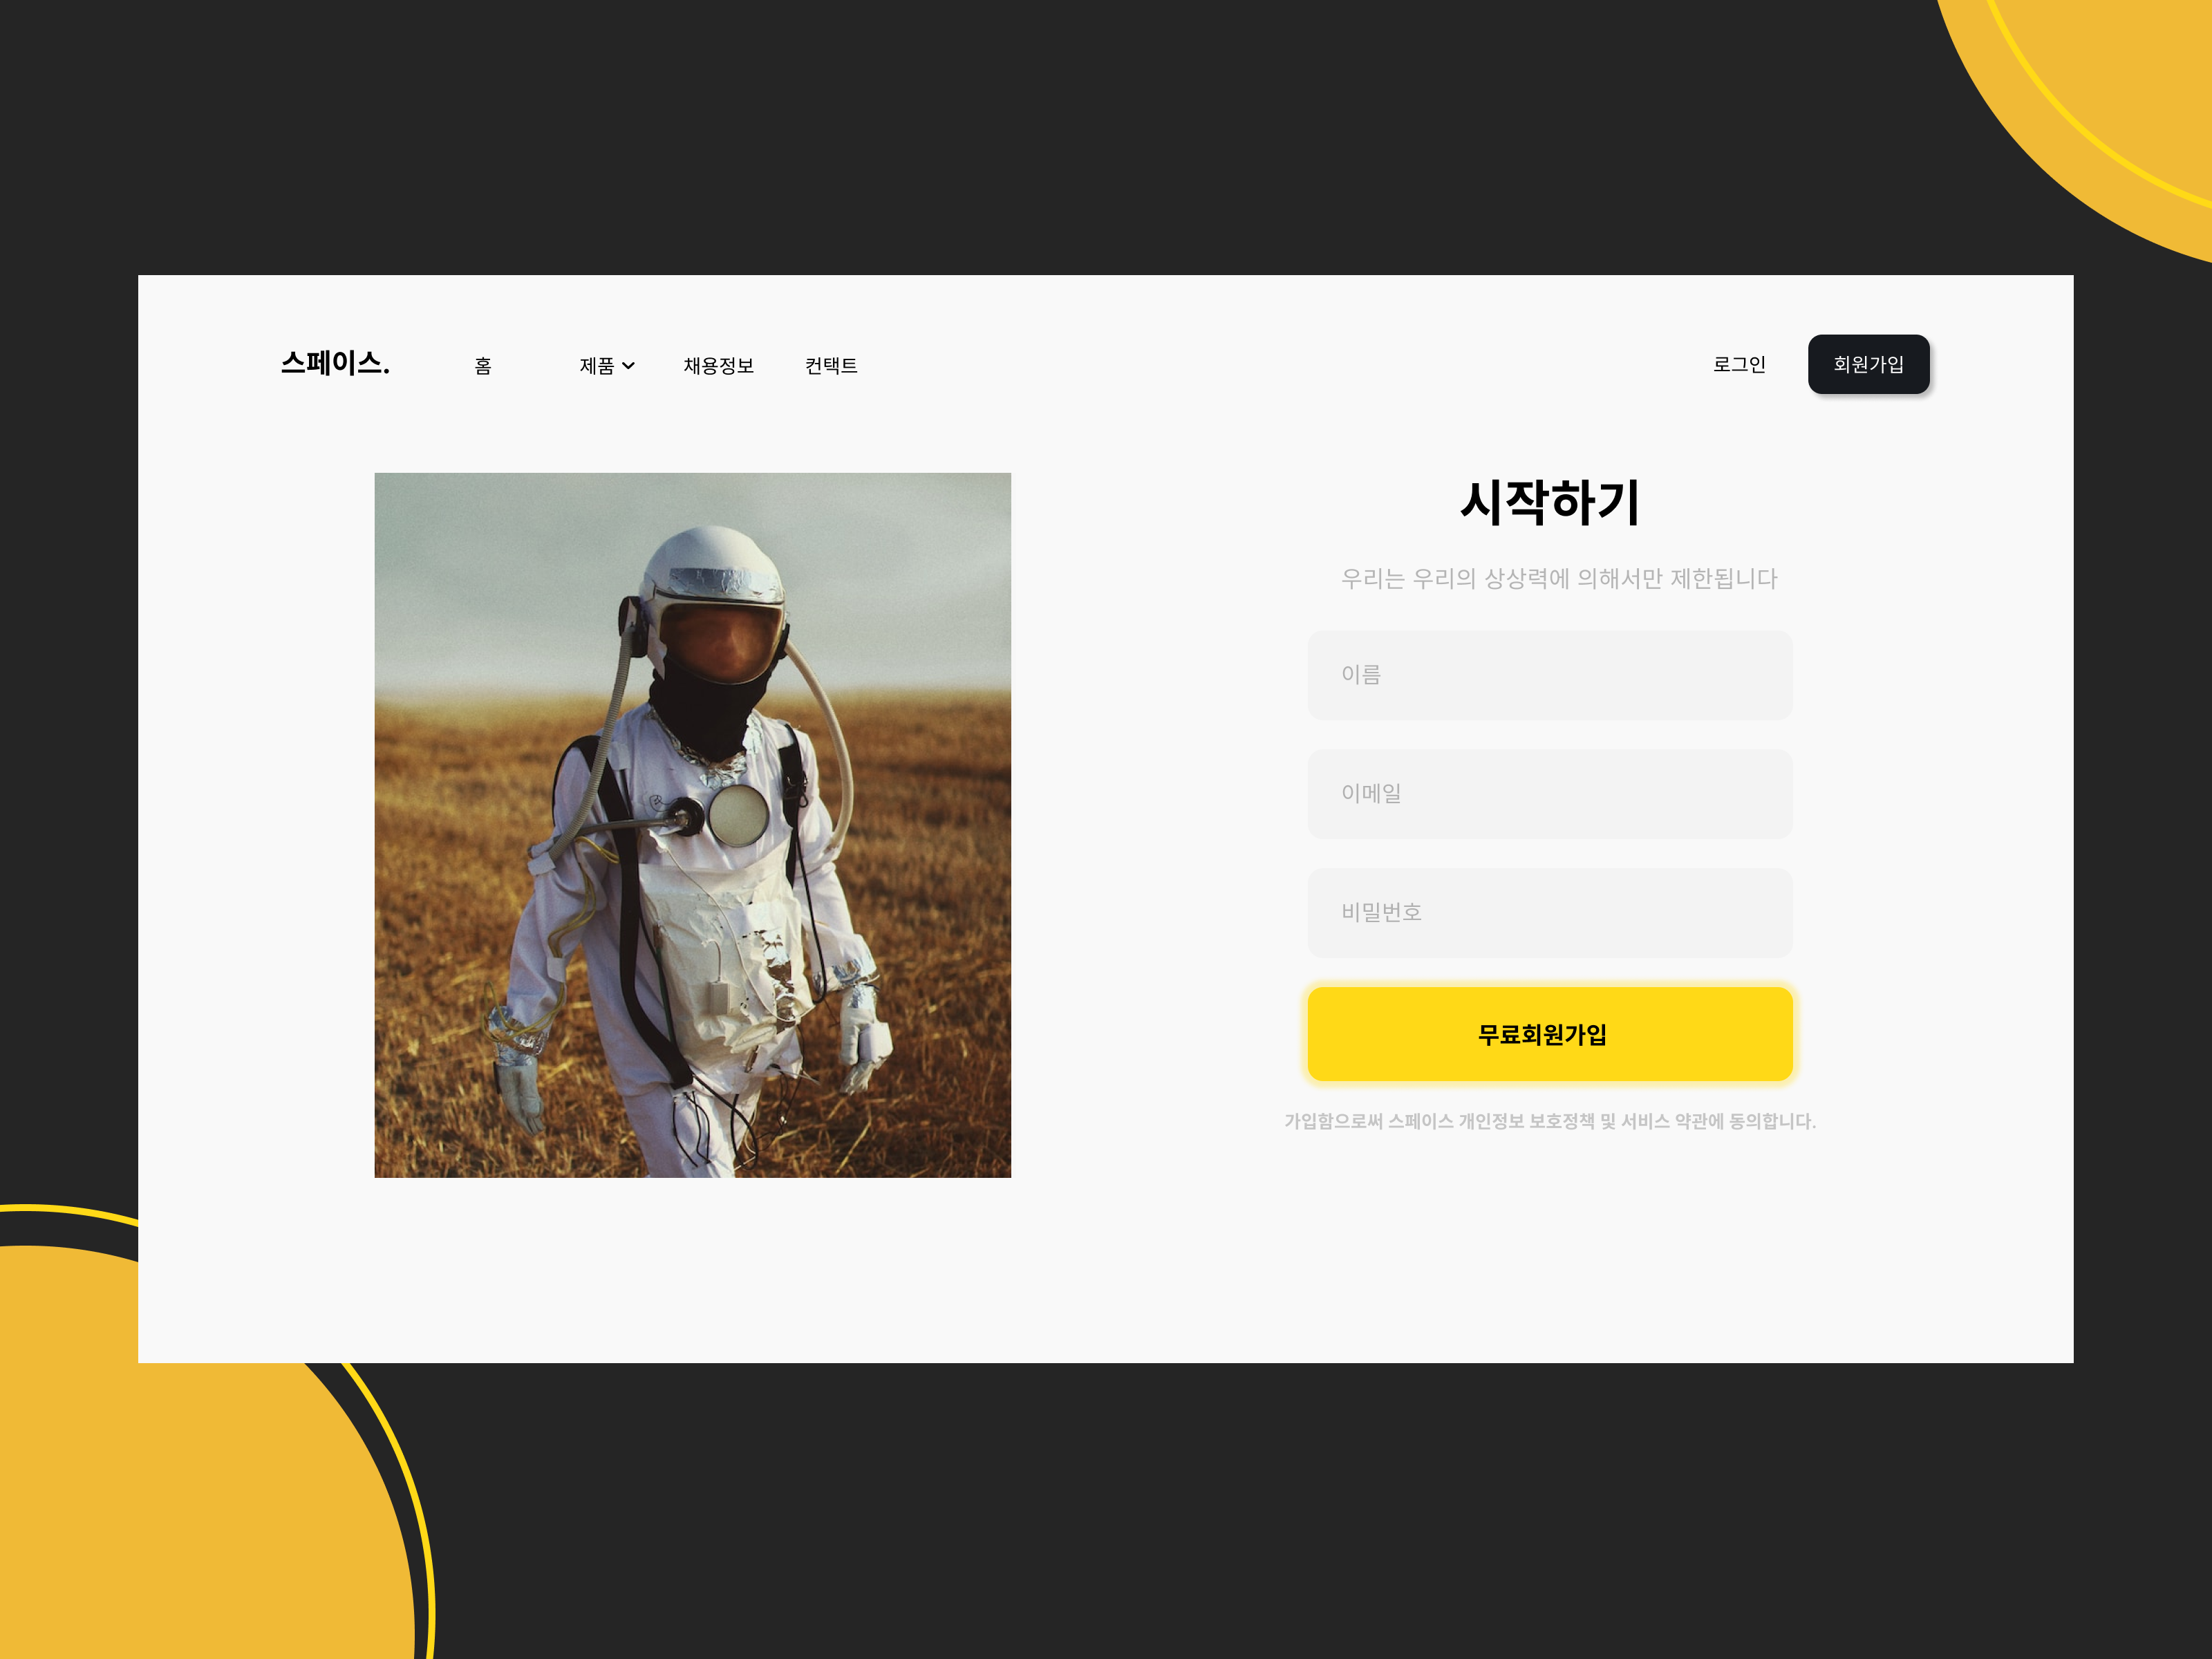 스페이스. 홈 제품 채용정보 컨택트 로그인 회원가입
시작하기
우리는 우리의 상상력에 의해서만 제한됩니다
이름
이메일
비밀번호
무료회원가입
가입함으로써 스페이스 개인정보 보호정책 및 서비스 약관에 동의합니다.